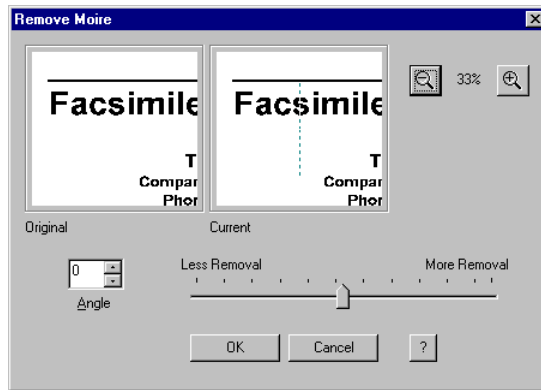 Remove Moire
Facsimile
T
Compar
Phor
Facsimile
T
Compar
Phor
33%
Original
Current
0
Angle
Less Removal
More Removal
OK
Cancel
?